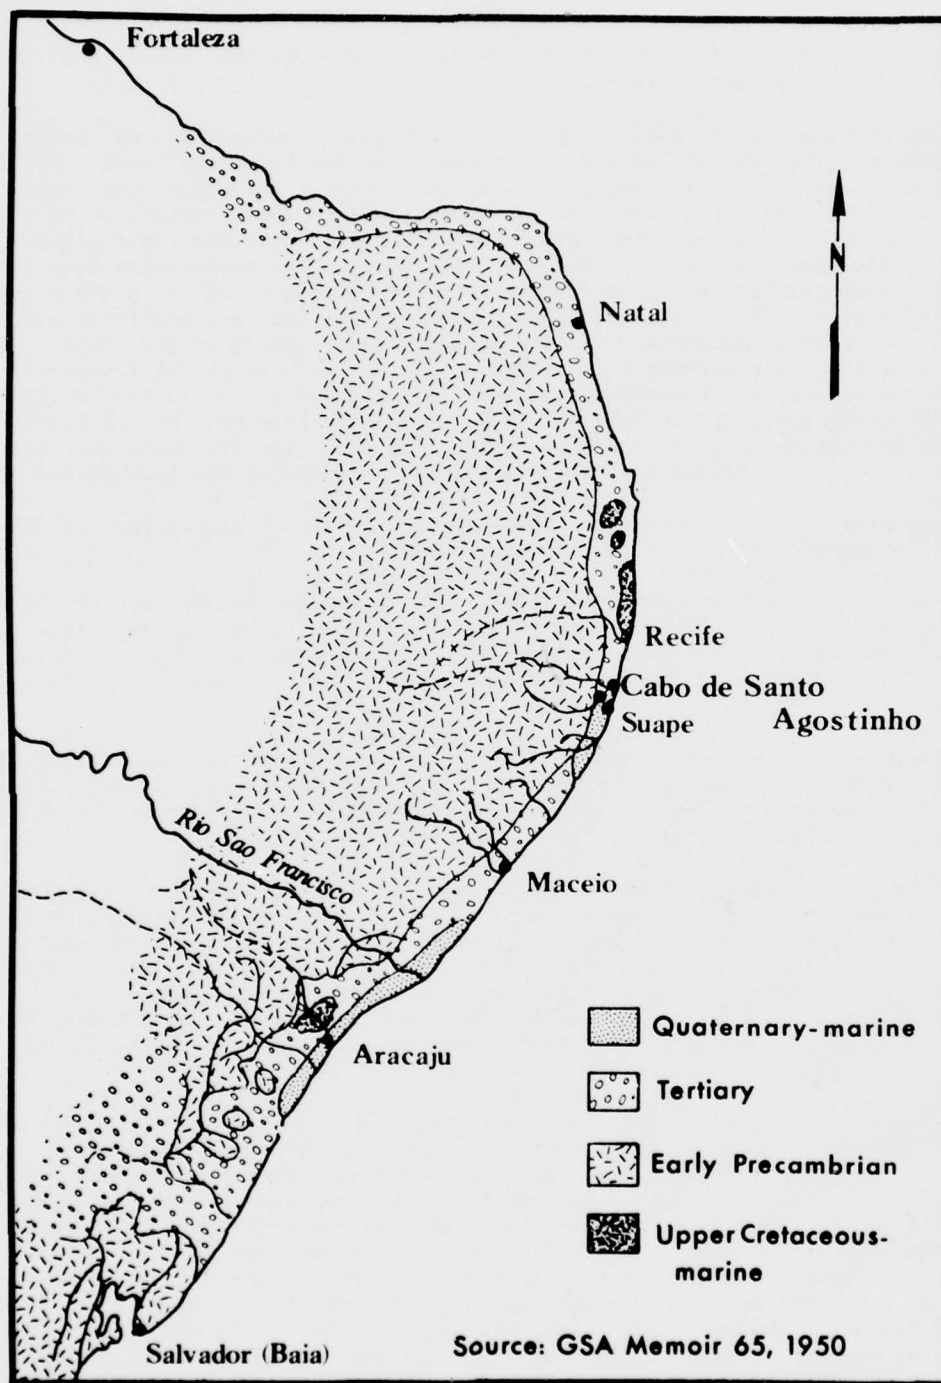 Fortaleza
N
Natal
Recife
Cabo de Santo
Agostinho
Suape
Rio Sao Francisco
Maceio
Aracaju
Quaternary-marine
Tertiary
Early Precambrian
Upper Cretaceous-
marine
Salvador (Baia)
Source: GSA Memoir 65, 1950